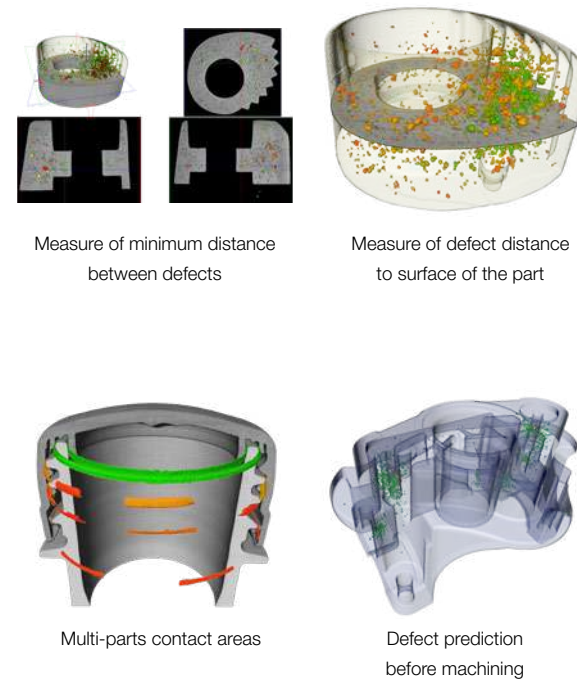 Measure of minimum distance
between defects
Measure of defect distance
to surface of the part
Multi-parts contact areas
Defect prediction
before machining